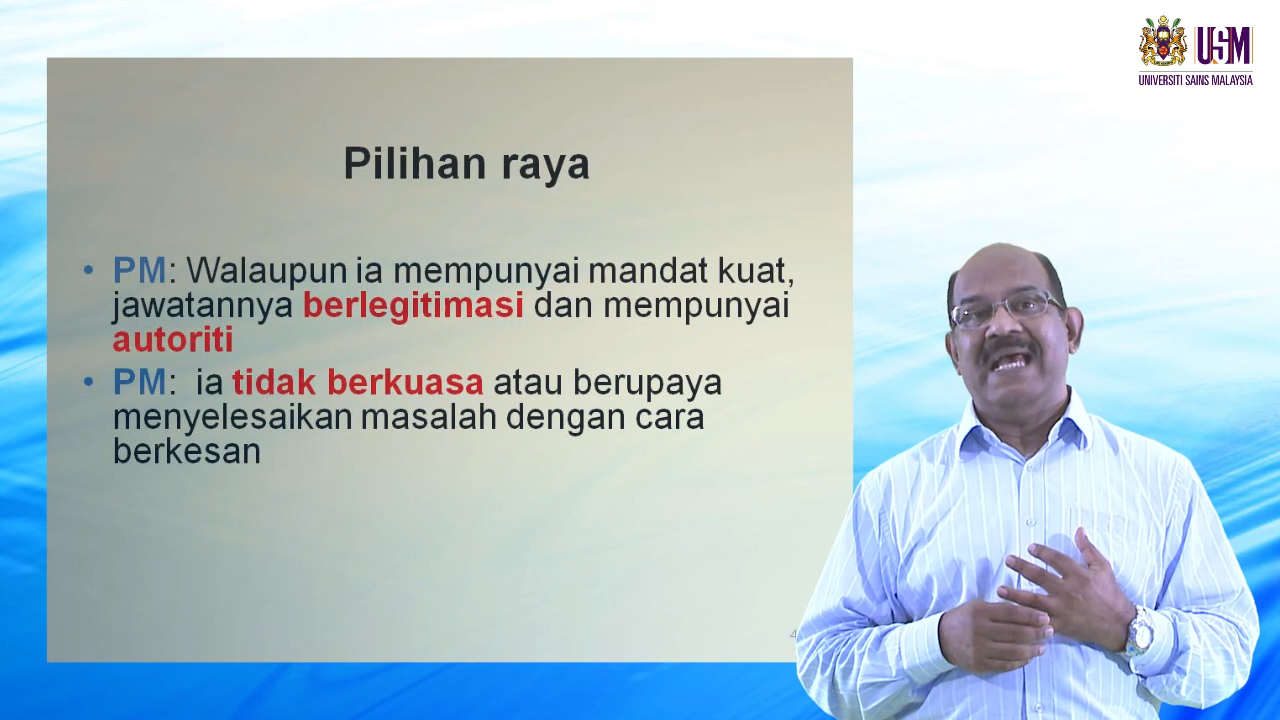 USM
UNIVERSITI SAINS MALAYSIA
Pilihan raya
• PM: Walaupun ia mempunyai mandat kuat,
jawatannya berlegitimasi dan mempunyai
autoriti
• PM: ia tidak berkuasa atau berupaya
menyelesaikan masalah dengan cara
berkesan
4